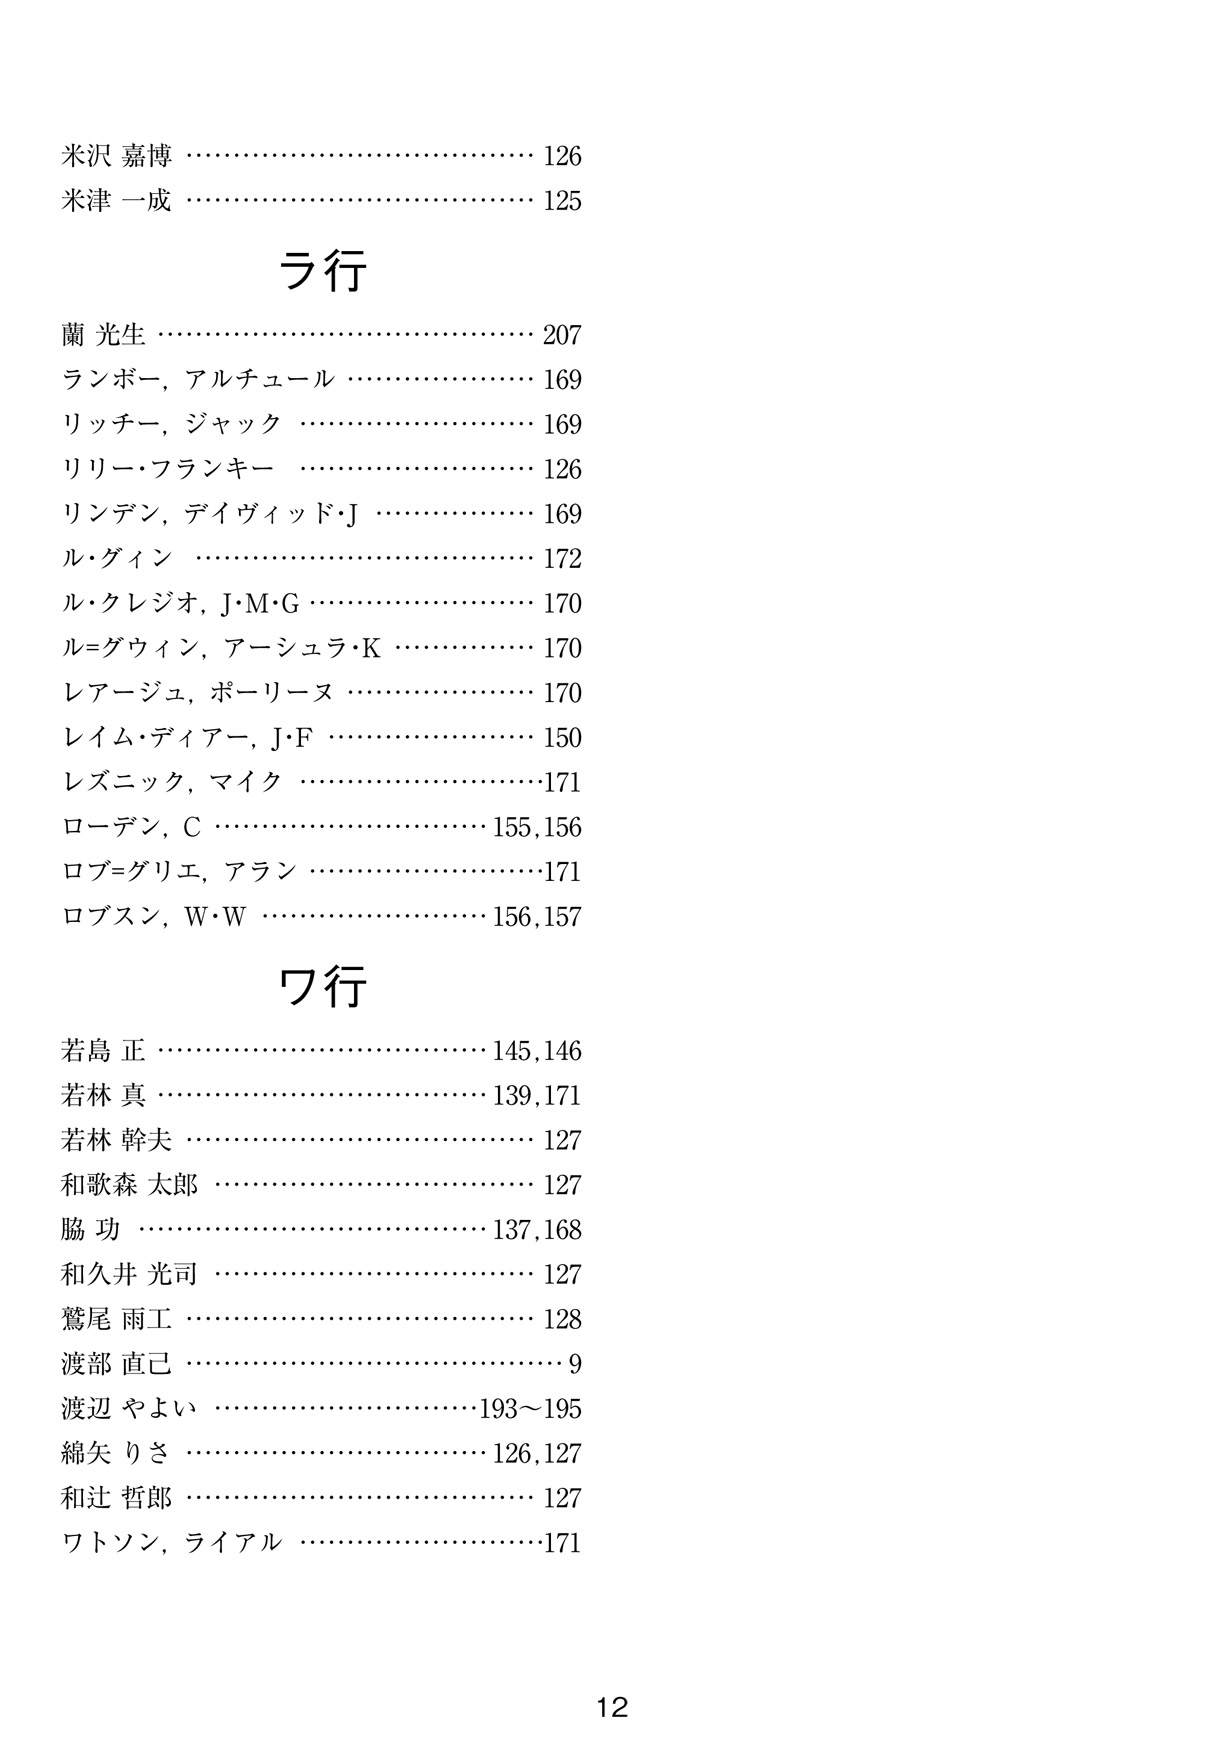 米沢 嘉博 ………………………………… 126
米津 一成 ………………………………… 125
ラ行
蘭 光生 …………………………………… 207
ランボー, アルチュール ………………… 169
リッチー, ジャック ……………………… 169
リリー・フランキー ……………………… 126
リンデン, デイヴィッド・J ……………… 169
ル・グィン ……………………………… 172
ル・クレジオ, J・M・G …………………… 170
ル=グウィン, アーシュラ・K …………… 170
レアージュ, ポーリーヌ ………………… 170
レイム・ディアー, J・F ………………… 150
レズニック, マイク ………………………171
ローデン, C ………………………… 155,156
ロブ=グリエ, アラン ……………………171
ロブスン, W・W …………………… 156,157
ワ行
若島 正 ……………………………… 145,146
若林 真 ……………………………… 139,171
若林 幹夫 ………………………………… 127
和歌森 太郎 ……………………………… 127
脇 功 ………………………………… 137,168
和久井 光司 ……………………………… 127
鷲尾 雨工 ………………………………… 128
渡部 直己 …………………………………… 9
渡辺 やよい …………………………193〜195
綿矢 りさ …………………………… 126,127
和辻 哲郎 ………………………………… 127
ワトソン, ライアル ………………………171
12